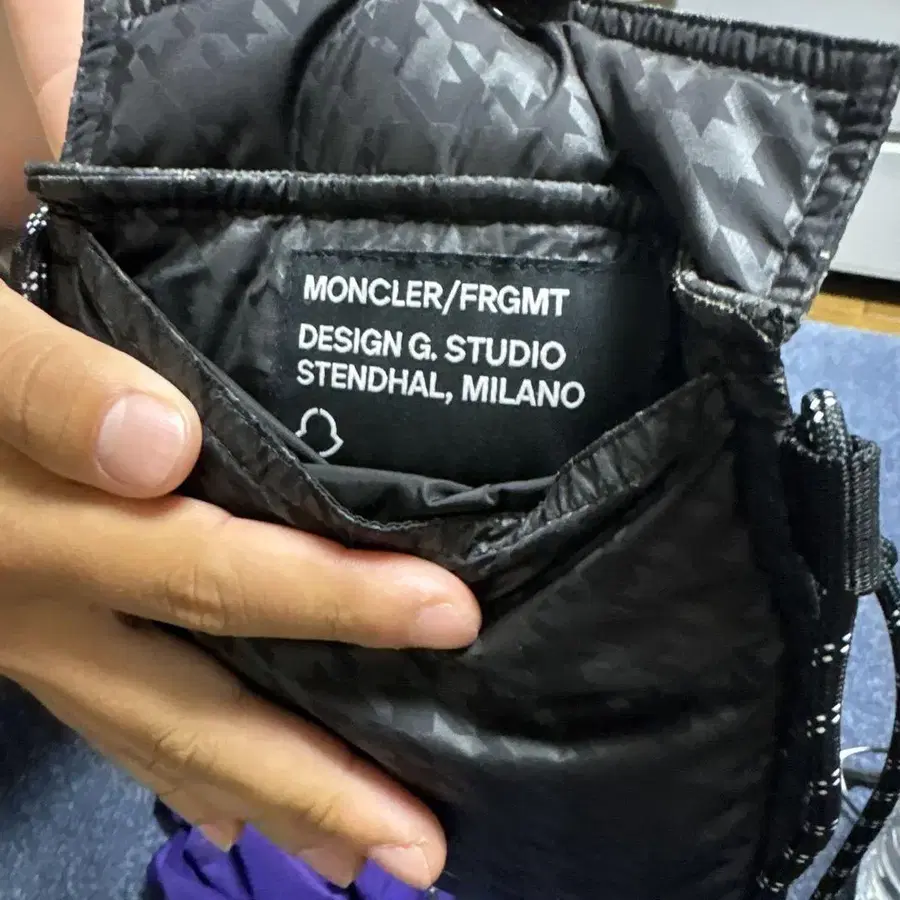 MONCLER/FRGMT
DESIGN G. STUDIO
STENDHAL, MILANO